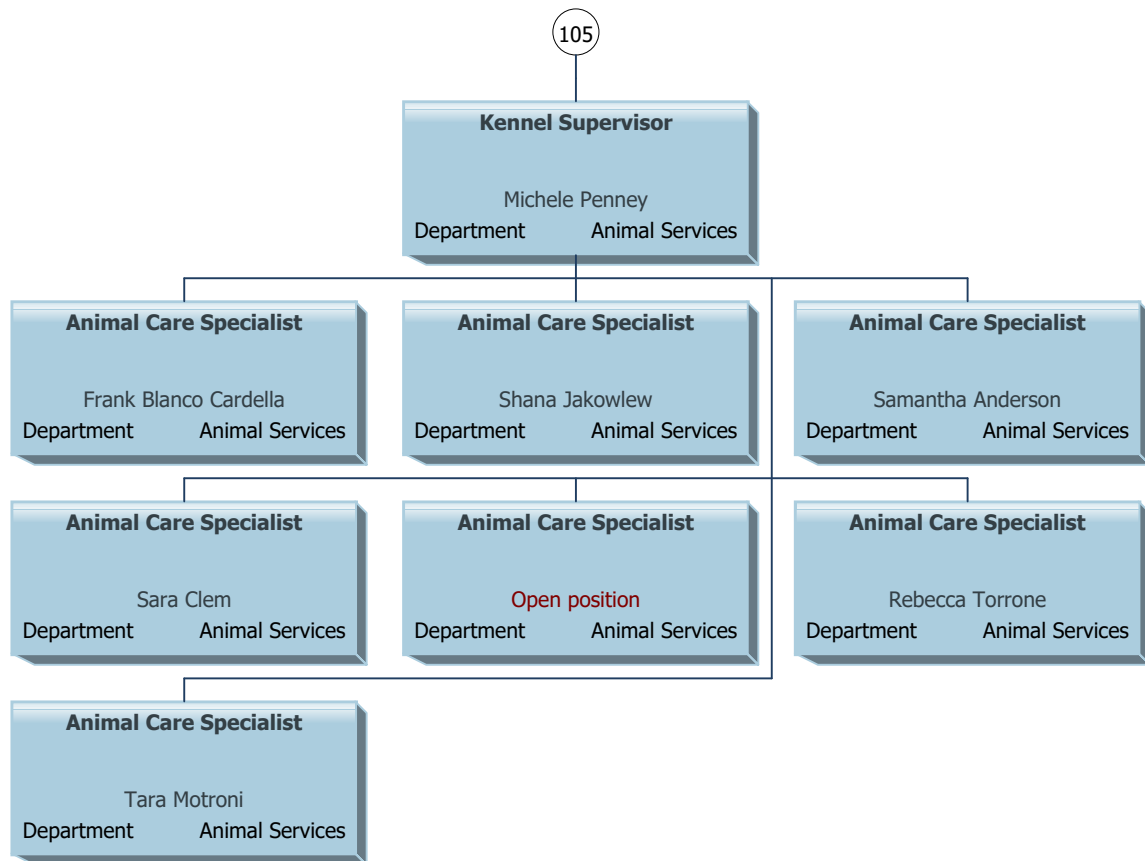 105
Kennel Supervisor
Michele Penney
Department Animal Services
Animal Care Specialist
Frank Blanco Cardella
Department Animal Services
Animal Care Specialist
Shana Jakowlew
Department Animal Services
Animal Care Specialist
Samantha Anderson
Department Animal Services
Animal Care Specialist
Sara Clem
Department Animal Services
Animal Care Specialist
Open position
Department Animal Services
Animal Care Specialist
Rebecca Torrone
Department Animal Services
Animal Care Specialist
Tara Motroni
Department Animal Services